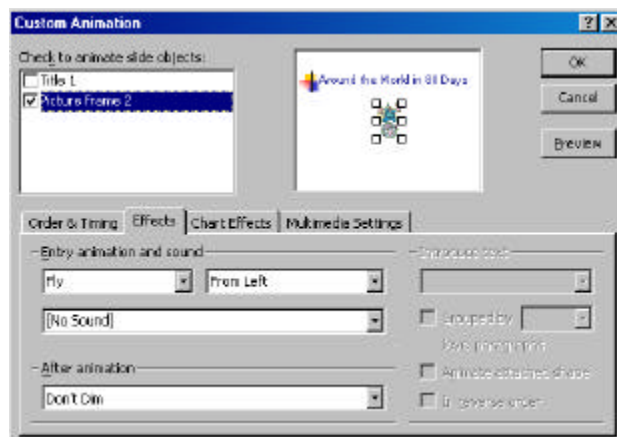 Custom Animation
Check to animate slide objects:
Title 1
Picture Frame 2
Around the World in 80 Days
OK
Cancel
Preview
Order & Timing Effects Chart Effects Multimedia Settings
Entry animation and sound
Introduce text
Fly From Left
[No Sound]
grouped by
level paragraphs
After animation
Animate attached shape
Don't Dim
In reverse order